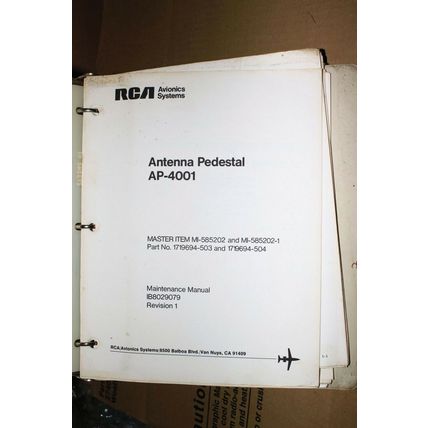 RCA Avionics
Systems
Antenna Pedestal
AP-4001
MASTER ITEM MI-585202 and MI-585202-1
Part No. 1719694-503 and 1719694-504
Maintenance Manual
IB8029079
Revision 1
RCA/Avionics Systems/8500 Balboa Blvd./Van Nuys, CA 91409